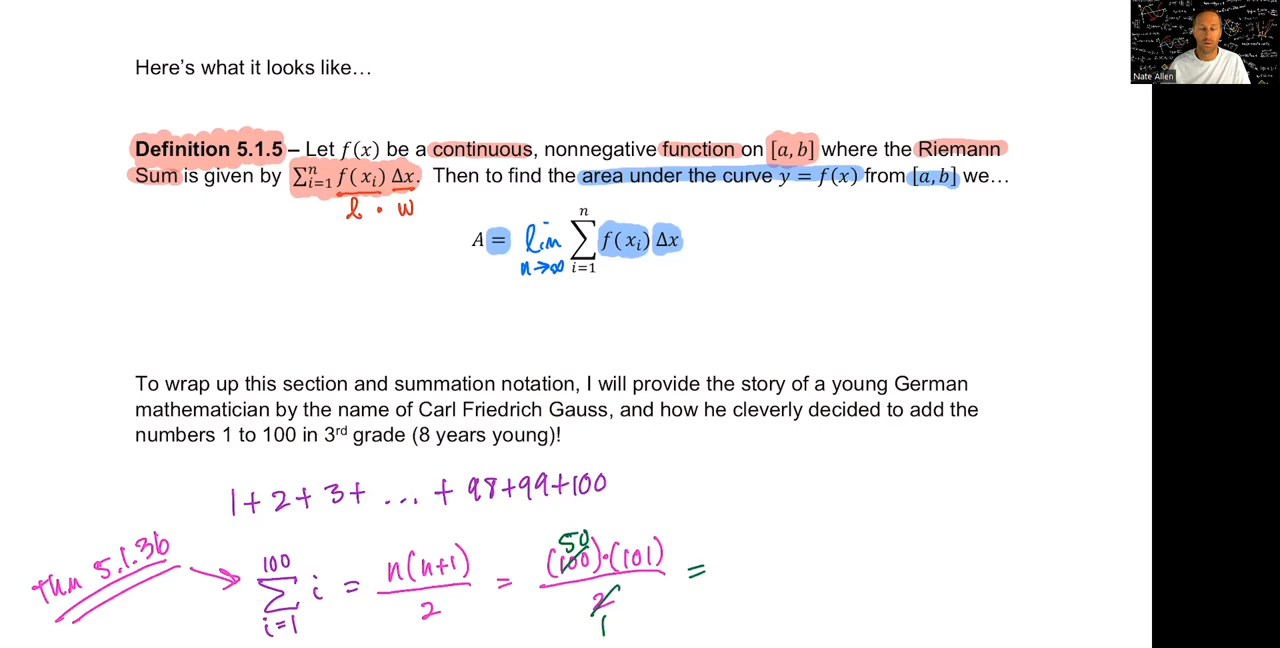 Here's what it looks like…
Nate Allen
Definition 5.1.5 – Let f(x) be a continuous, nonnegative function on [a, b] where the Riemann
Sum is given by ∑ⁿᵢ₌₁ f(xᵢ) Δx. Then to find the area under the curve y = f(x) from [a, b] we…
l · w
A = lim n→∞ ∑ⁿᵢ₌₁ f(xᵢ) Δx
To wrap up this section and summation notation, I will provide the story of a young German
mathematician by the name of Carl Friedrich Gauss, and how he cleverly decided to add the
numbers 1 to 100 in 3rd grade (8 years young)!
1 + 2 + 3 + ... + 98 + 99 + 100
Thm 5.1.3b → ∑¹⁰⁰ᵢ₌₁ i = n(n+1)/2 = (100)·(101)/2 =
50
1